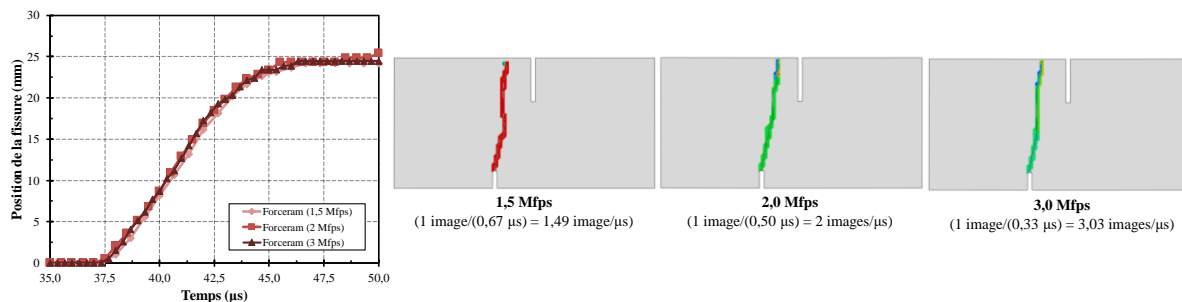 Position de la fissure (mm)
30
25
20
15
10
5
0
35,0
37,5
40,0
42,5
45,0
47,5
50,0
Temps (µs)
Forceram (1,5 Mfps)
Forceram (2 Mfps)
Forceram (3 Mfps)
1,5 Mfps
(1 image/(0,67 µs) = 1,49 image/µs)
2,0 Mfps
(1 image/(0,50 µs) = 2 images/µs)
3,0 Mfps
(1 image/(0,33 µs) = 3,03 images/µs)